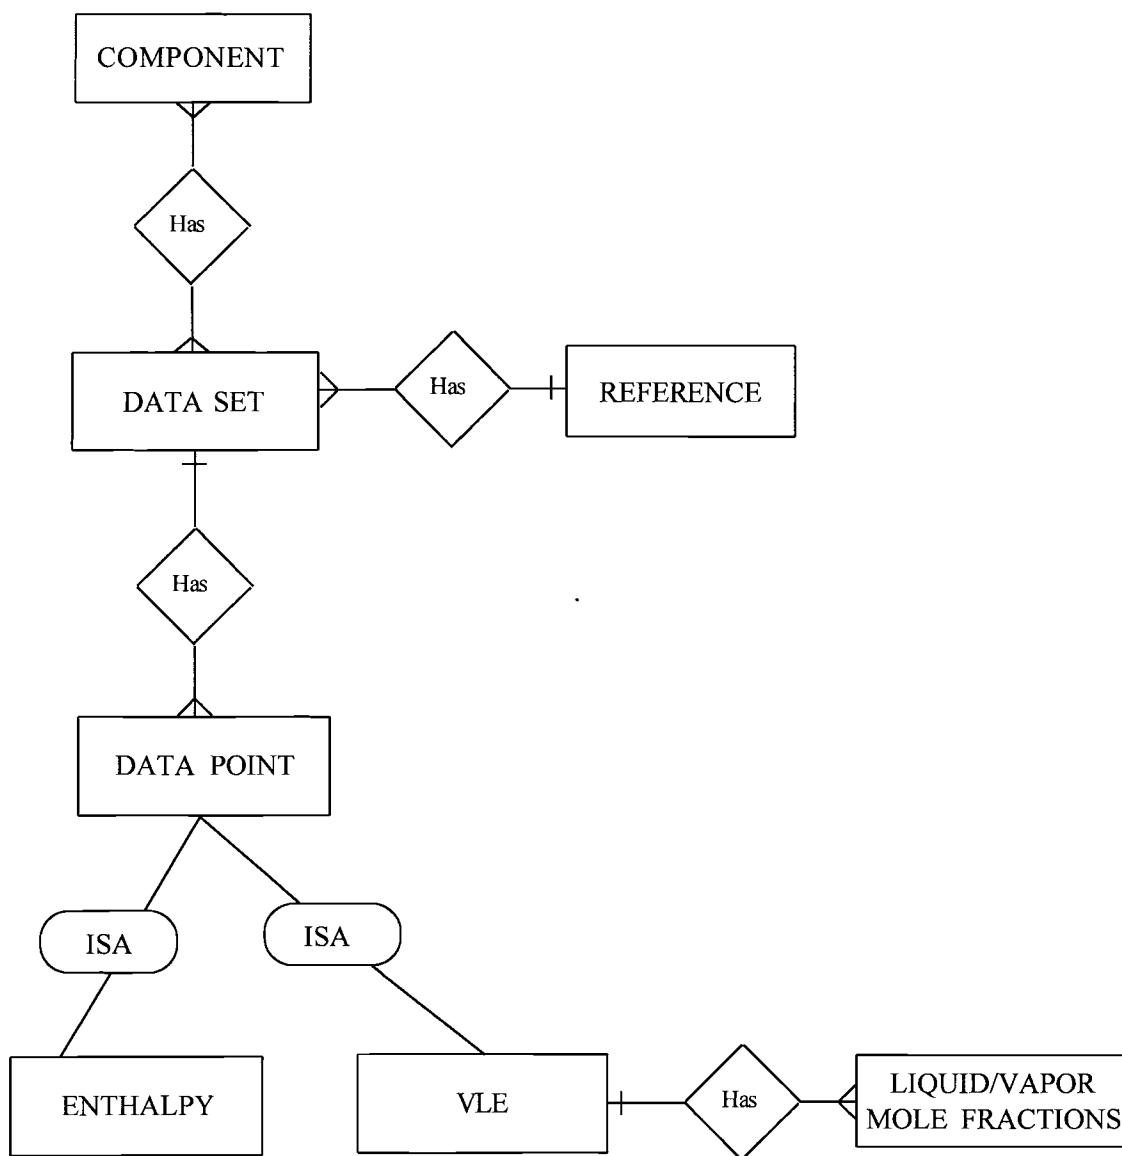 COMPONENT
Has
DATA SET
Has
REFERENCE
Has
DATA POINT
ISA
ISA
ENTHALPY
VLE
Has
LIQUID/VAPOR
MOLE FRACTIONS